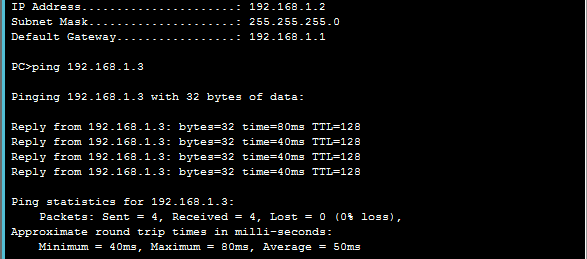 IP Address......................: 192.168.1.2
Subnet Mask.....................: 255.255.255.0
Default Gateway.................: 192.168.1.1
PC>ping 192.168.1.3
Pinging 192.168.1.3 with 32 bytes of data:
Reply from 192.168.1.3: bytes=32 time=80ms TTL=128
Reply from 192.168.1.3: bytes=32 time=40ms TTL=128
Reply from 192.168.1.3: bytes=32 time=40ms TTL=128
Reply from 192.168.1.3: bytes=32 time=40ms TTL=128
Ping statistics for 192.168.1.3:
Packets: Sent = 4, Received = 4, Lost = 0 (0% loss),
Approximate round trip times in milli-seconds:
Minimum = 40ms, Maximum = 80ms, Average = 50ms